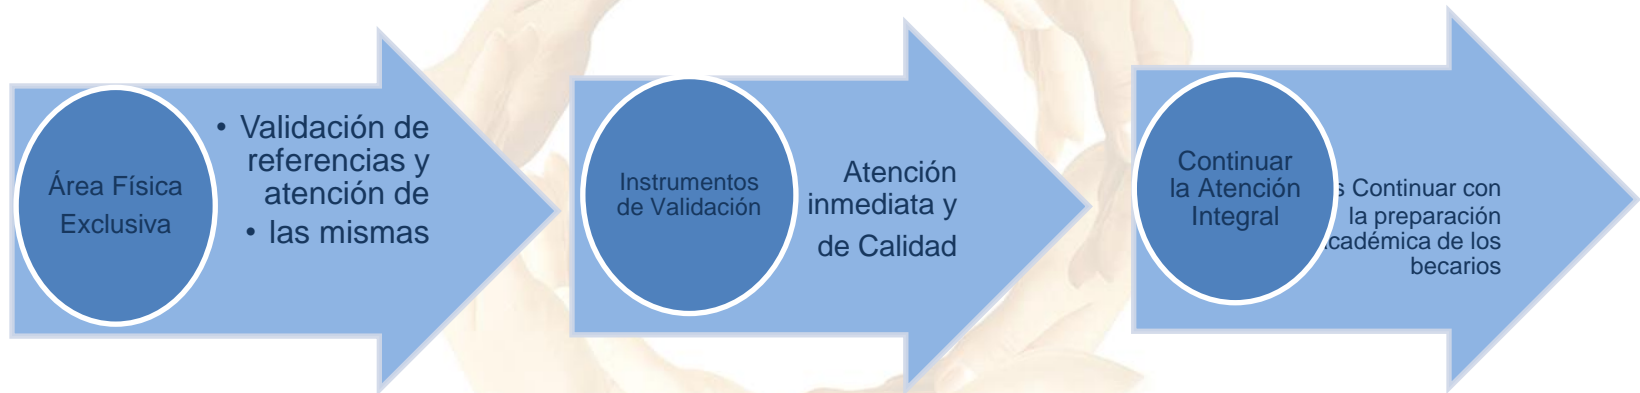 Área Física
Exclusiva
• Validación de
referencias y
atención de
• las mismas
Instrumentos
de Validación
Atención
inmediata y
de Calidad
Continuar
la Atención
Integral
Continuar con
la preparación
de los
becarios